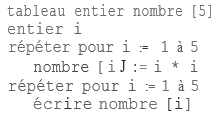 tableau entier nombre [5]
entier i
répéter pour i := 1 à 5
nombre [iJ := i * i
répéter pour i := 1 à 5
écrire nombre [i]